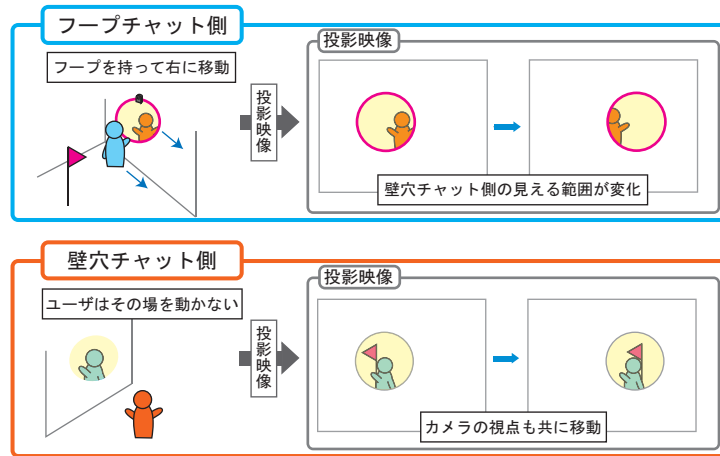 フープチャット側
フープを持って右に移動
投影映像
投影映像
壁穴チャット側の見える範囲が変化
壁穴チャット側
ユーザはその場を動かない
投影映像
投影映像
カメラの視点も共に移動